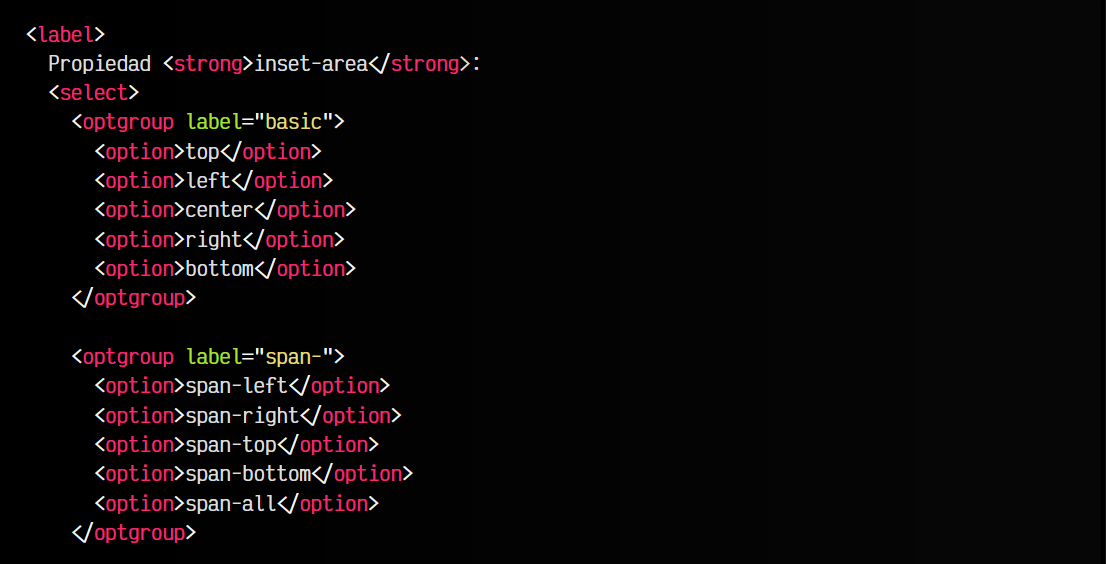 <label>
Propiedad <strong>inset-area</strong>:
<select>
<optgroup label="basic">
<option>top</option>
<option>left</option>
<option>center</option>
<option>right</option>
<option>bottom</option>
</optgroup>
<optgroup label="span-">
<option>span-left</option>
<option>span-right</option>
<option>span-top</option>
<option>span-bottom</option>
<option>span-all</option>
</optgroup>